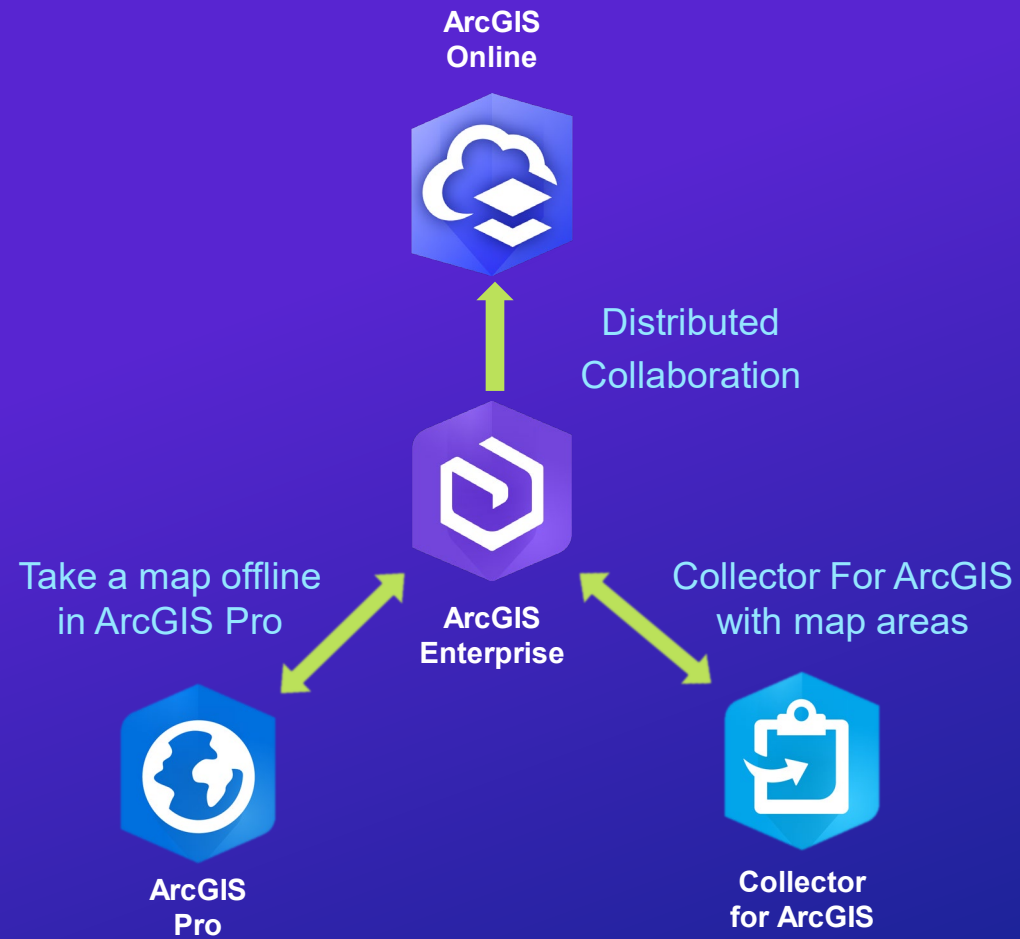 ArcGIS
Online
Distributed
Collaboration
Take a map offline
in ArcGIS Pro
ArcGIS
Enterprise
Collector For ArcGIS
with map areas
ArcGIS
Pro
Collector
for ArcGIS